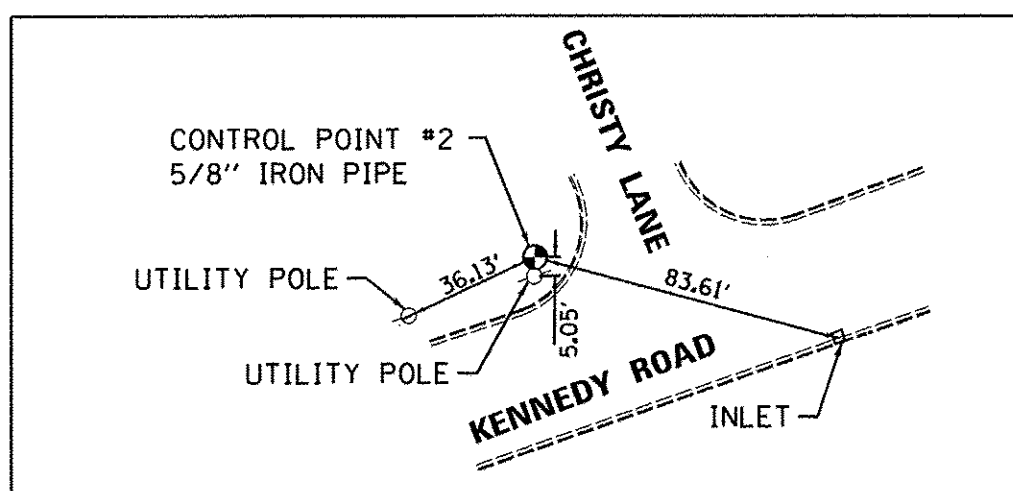 CHRISTY LANE
CONTROL POINT #2
5/8" IRON PIPE
36.13'
83.61'
UTILITY POLE
5.05'
UTILITY POLE
KENNEDY ROAD
INLET